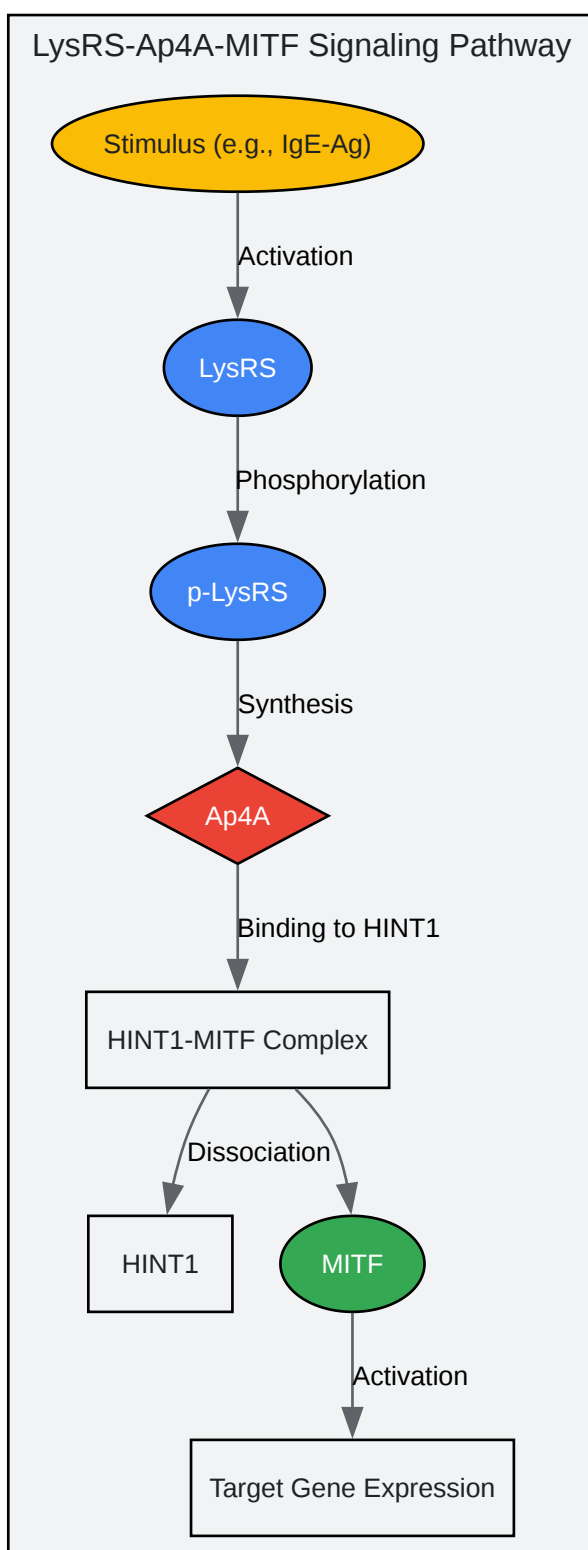 LysRS-Ap4A-MITF Signaling Pathway
Stimulus (e.g., IgE-Ag)
Activation
LysRS
Phosphorylation
p-LysRS
Synthesis
Ap4A
Binding to HINT1
HINT1-MITF Complex
Dissociation
HINT1
MITF
Activation
Target Gene Expression